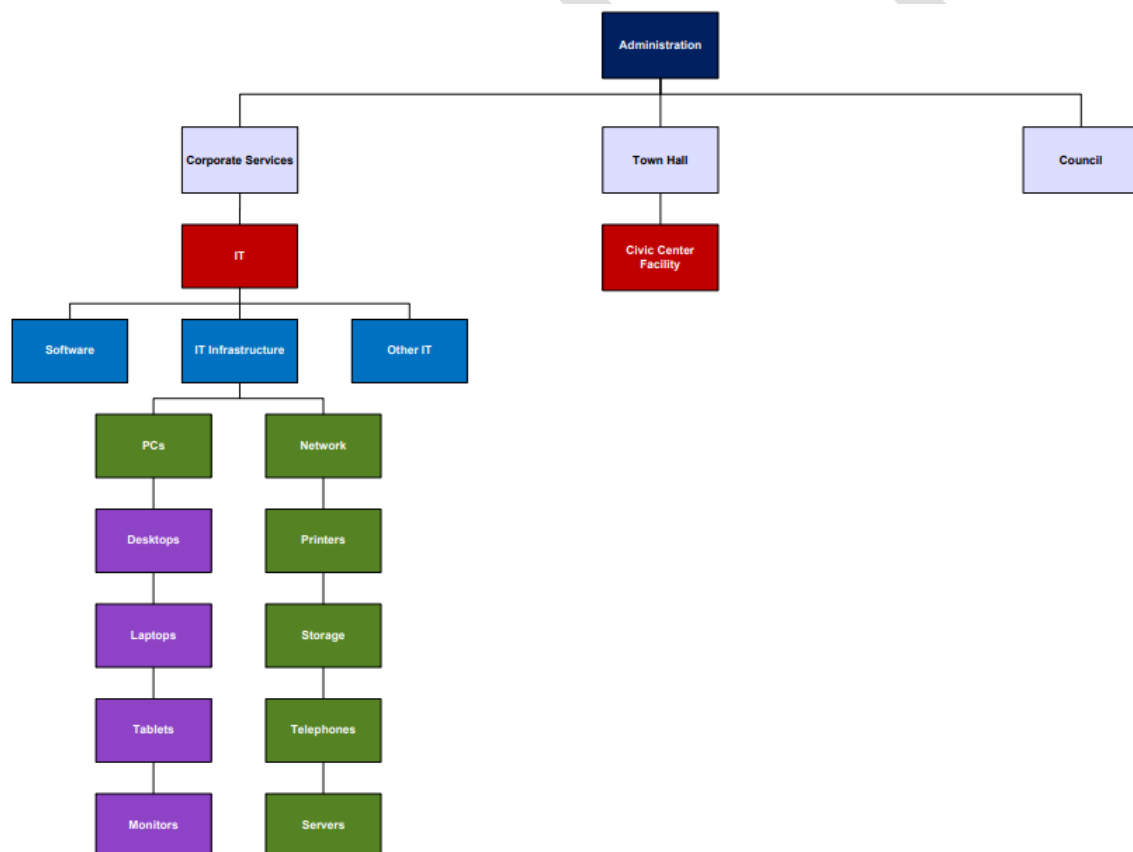 Administration
Corporate Services
Town Hall
Council
IT
Civic Center
Facility
Software
IT Infrastructure
Other IT
PCs
Network
Desktops
Printers
Laptops
Storage
Tablets
Telephones
Monitors
Servers